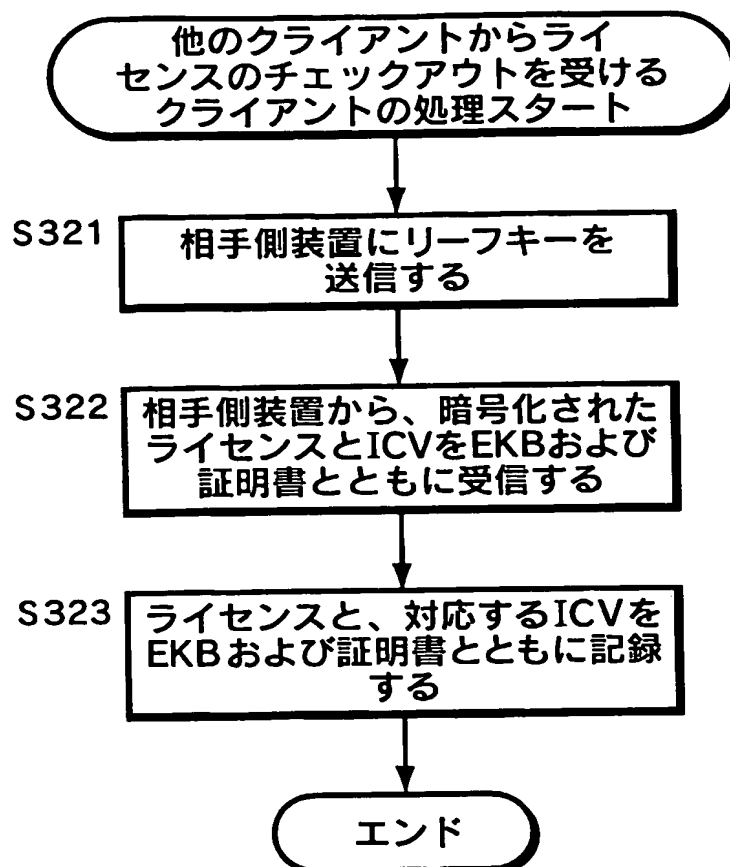 他のクライアントからライ
センスのチェックアウトを受ける
クライアントの処理スタート
S321
相手側装置にリーフキーを
送信する
S322
相手側装置から、暗号化された
ライセンスとICVをEKBおよび
証明書とともに受信する
S323
ライセンスと、対応するICVを
EKBおよび証明書とともに記録
する
エンド